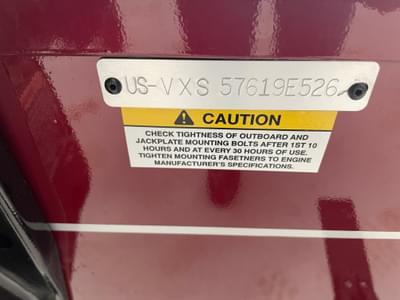 US-VXS 57619E526
CAUTION
CHECK TIGHTNESS OF OUTBOARD AND
JACKPLATE MOUNTING BOLTS AFTER 1ST 10
HOURS AND AT EVERY 30 HOURS OF USE.
TIGHTEN MOUNTING FASETNERS TO ENGINE
MANUFACTURER'S SPECIFICATIONS.